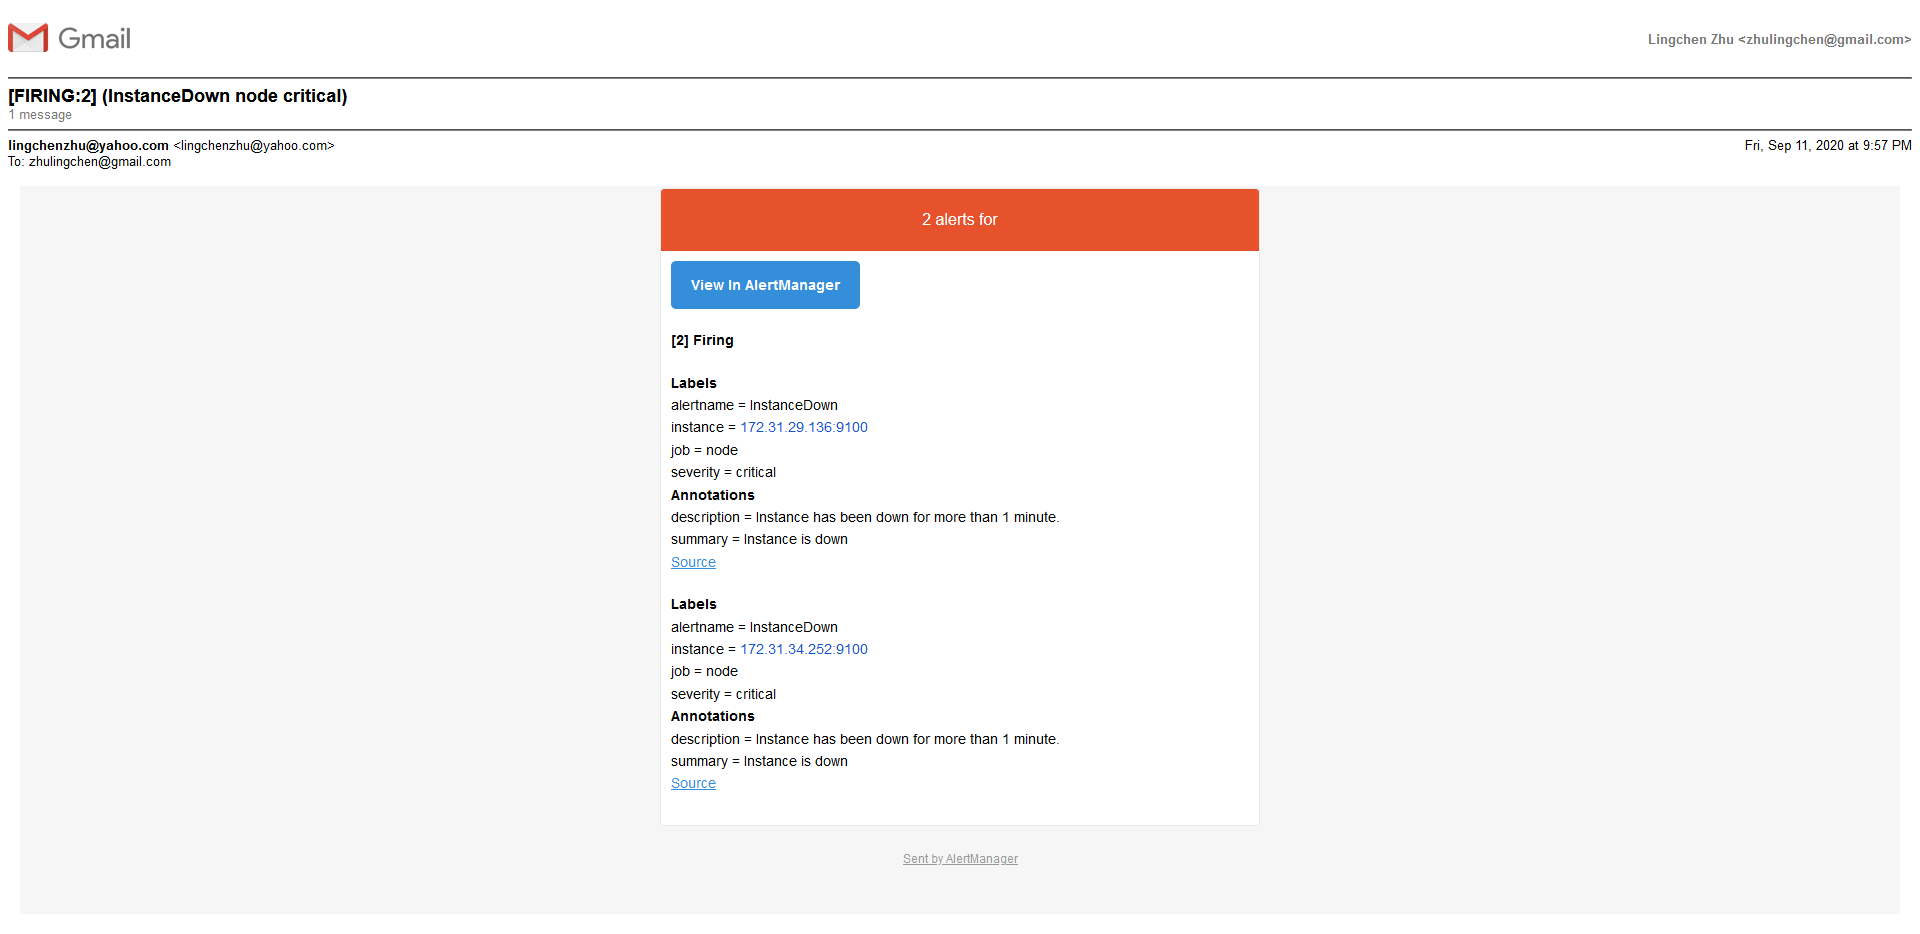 Gmail
Lingchen Zhu <zhulingchen@gmail.com>
[FIRING:2] (InstanceDown node critical)
1 message
lingchenzhu@yahoo.com <lingchenzhu@yahoo.com>
Fri, Sep 11, 2020 at 9:57 PM
To: zhulingchen@gmail.com
2 alerts for
View In AlertManager
[2] Firing
Labels
alertname = InstanceDown
instance = 172.31.29.136:9100
job = node
severity = critical
Annotations
description = Instance has been down for more than 1 minute.
summary = Instance is down
Source
Labels
alertname = InstanceDown
instance = 172.31.34.252:9100
job = node
severity = critical
Annotations
description = Instance has been down for more than 1 minute.
summary = Instance is down
Source
Sent by AlertManager